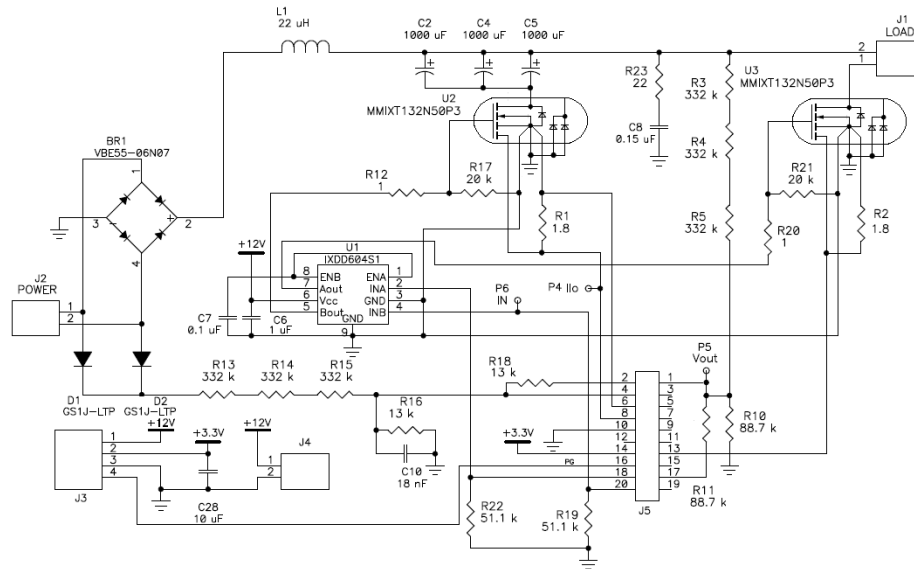 L1
22 uH
C2
1000 uF
C4
1000 uF
C5
1000 uF
J1
LOAD
2
1
R23
22
C8
0.15 uF
R3
332 k
R4
332 k
R5
332 k
U3
MMIXT132N50P3
U2
MMIXT132N50P3
BR1
VBE55-06N07
1
2
3
4
R12
1
R17
20 k
R1
1.8
R21
20 k
R20
1
R2
1.8
J2
POWER
1
2
+12V
U1
IXDD604S1
8 ENB ENA 1
7 Aout INA 2
6 Vcc GND 3
5 Bout INB 4
GND
9
C7
0.1 uF
C6
1 uF
P6
IN
P4 IIo
P5
Vout
D1
GS1J-LTP
D2
GS1J-LTP
R13
332 k
R14
332 k
R15
332 k
R16
13 k
C10
18 nF
R18
13 k
R10
88.7 k
R11
88.7 k
+12V
+3.3V
+12V
J4
1
2
J3
1
2
3
4
C28
10 uF
+3.3V
PG
2 1
4 3
6 5
8 7
10 9
12 11
14 13
16 15
18 17
20 19
J5
R22
51.1 k
R19
51.1 k